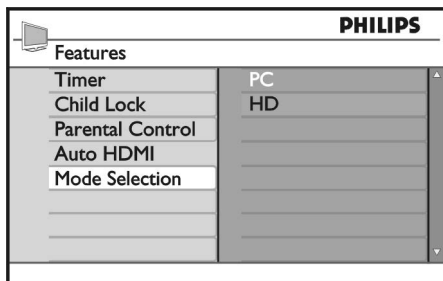 PHILIPS
Features
Timer
PC
Child Lock
HD
Parental Control
Auto HDMI
Mode Selection